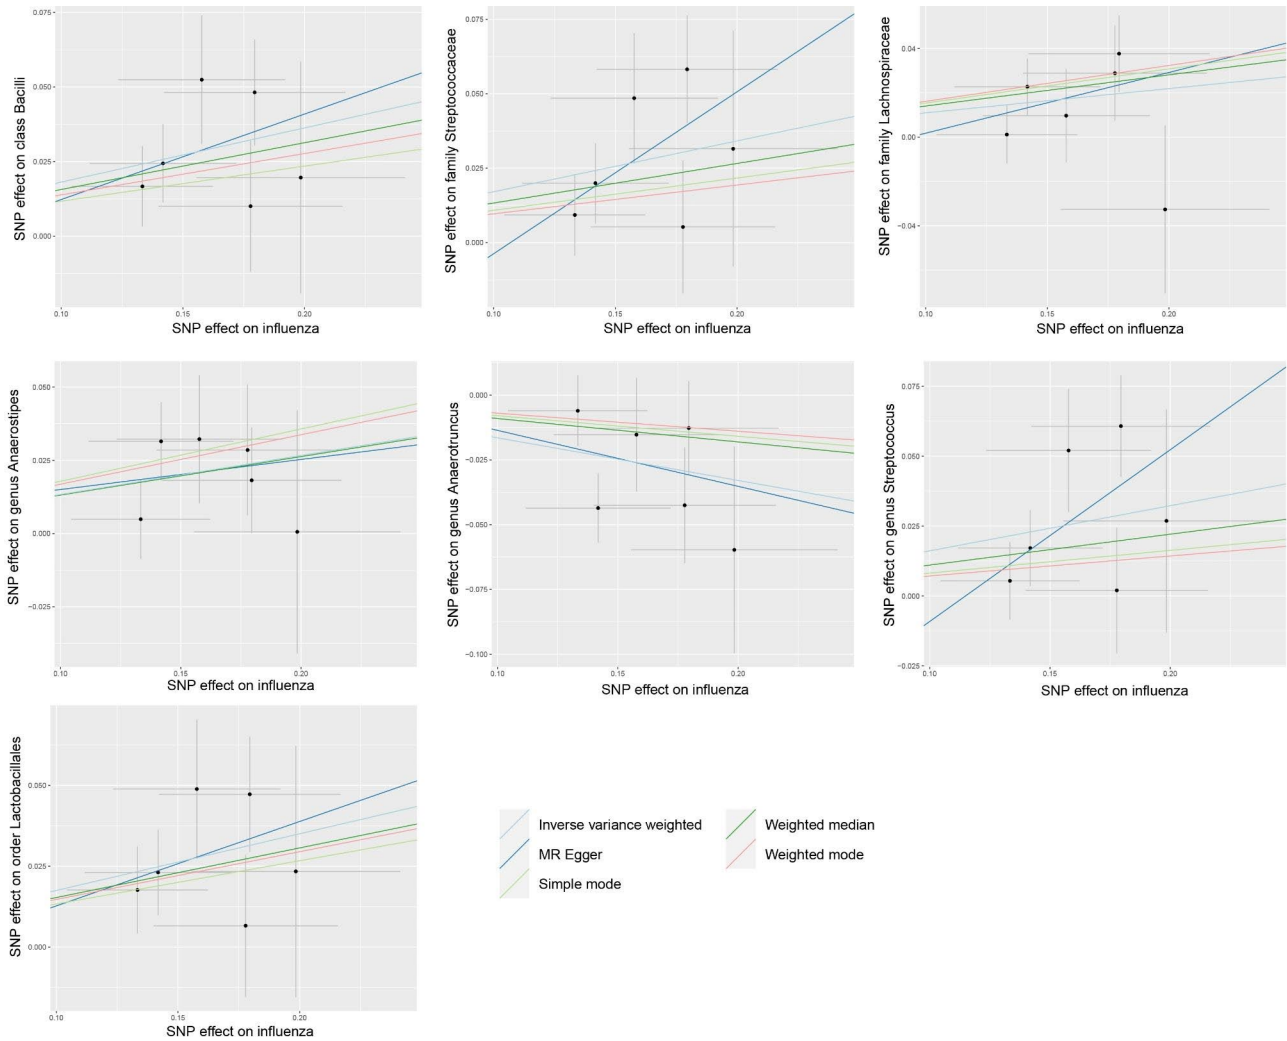 0.075
0.050
0.025
0.000
SNP effect on class Bacilli
0.10 0.15 0.20
SNP effect on influenza
0.075
0.050
0.025
0.000
SNP effect on family Streptococcaceae
0.10 0.15 0.20
SNP effect on influenza
0.04
0.00
−0.04
SNP effect on family Lachnospiraceae
0.10 0.15 0.20
SNP effect on influenza
0.050
0.025
0.000
−0.025
SNP effect on genus Anaerostipes
0.10 0.15 0.20
SNP effect on influenza
0.000
−0.025
−0.050
−0.075
−0.100
SNP effect on genus Anaerotruncus
0.10 0.15 0.20
SNP effect on influenza
0.075
0.050
0.025
0.000
−0.025
SNP effect on genus Streptococcus
0.10 0.15 0.20
SNP effect on influenza
0.050
0.025
0.000
SNP effect on order Lactobacillales
0.10 0.15 0.20
SNP effect on influenza
Inverse variance weighted
MR Egger
Simple mode
Weighted median
Weighted mode